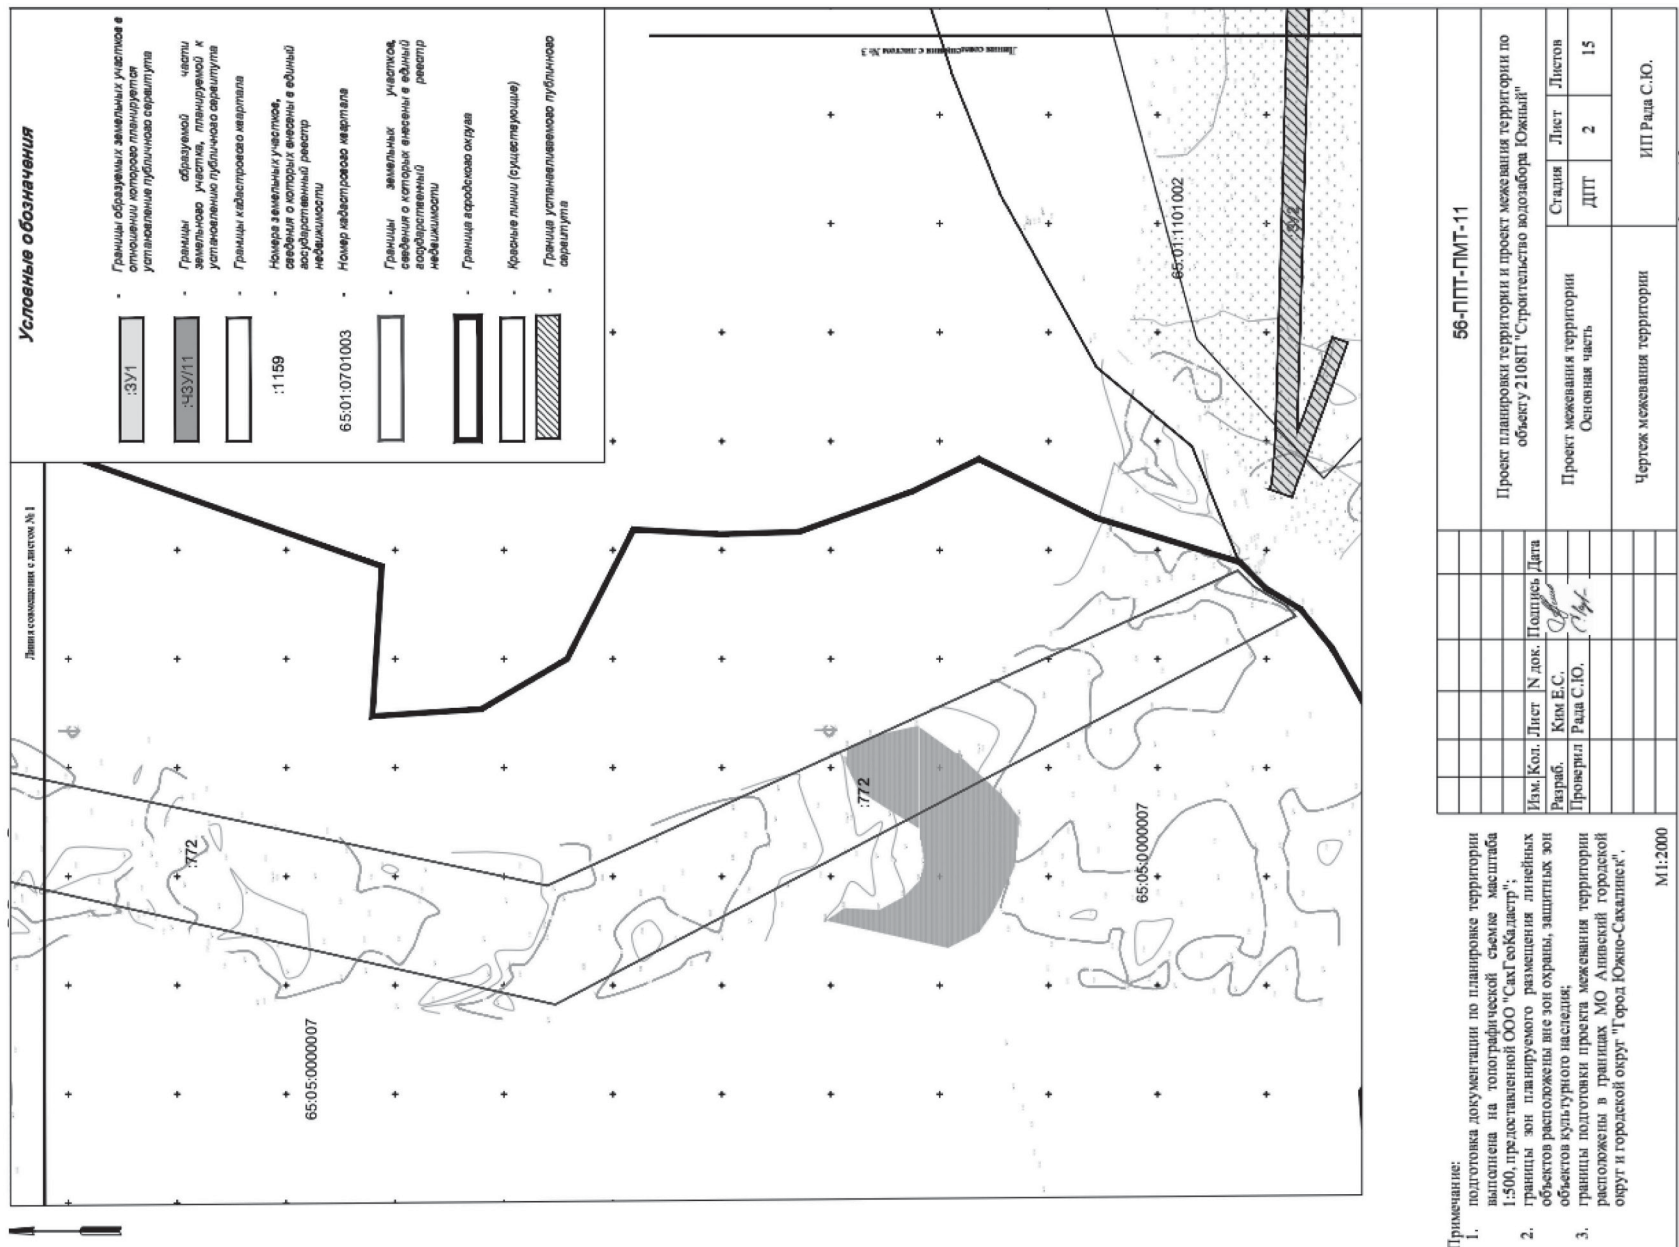 Условные обозначения
:ЗУ1
-
Границы образуемых земельных участков в
отношении которого планируется
установление публичного сервитута
:ЧЗУ/11
-
Границы образуемой части
земельного участка, планируемой к
установлению публичного сервитута
-
Границы кадастрового квартала
:1159
-
Номера земельных участков,
сведения о которых внесены в единый
государственный реестр
недвижимости
65:01:0701003
-
Номер кадастрового квартала
-
Границы земельных участков,
сведения о которых внесены в единый
государственный реестр
недвижимости
-
Граница городского округа
-
Красные линии (существующие)
-
Граница устанавливаемого публичного
сервитута
Линия совмещения с листом № 1
Линия совмещения с листом № 3
:772
:772
65:05:0000007
65:05:0000007
65:01:1101002
:ЗУ2
Примечание:
1. подготовка документации по планировке территории
выполнена на топографической съемке масштаба
1:500, предоставленной ООО "СахГеоКадастр";
2. границы зон планируемого размещения линейных
объектов расположены вне зон охраны, защитных зон
объектов культурного наследия;
3. границы подготовки проекта межевания территории
расположены в границах МО Анивский городской
округ и городской округ "Город Южно-Сахалинск".
М1:2000
56-ППТ-ПМТ-11
Проект планировки территории и проект межевания территории по
объекту 2108П "Строительство водозабора Южный"
Изм. Кол. Лист N док. Подпись Дата
Разраб. Ким Е.С.
Проверил Рада С.Ю.
Проект межевания территории
Основная часть
Стадия Лист Листов
ДПТ 2 15
Чертеж межевания территории
ИП Рада С.Ю.